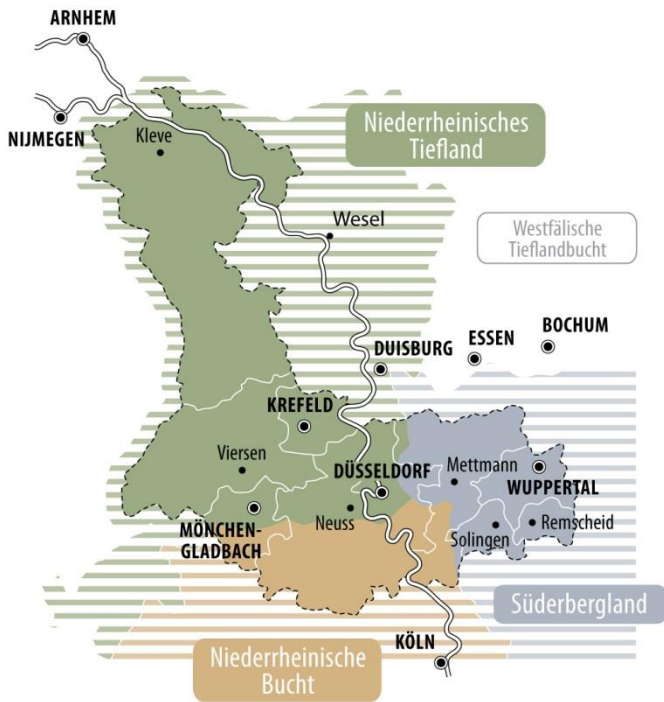 ARNHEM
NIJMEGEN
Kleve
Niederrheinisches
Tiefland
Wesel
Westfälische
Tieflandbucht
DUISBURG
ESSEN
BOCHUM
KREFELD
Viersen
DÜSSELDORF
Mettmann
WUPPERTAL
MÖNCHEN-
GLADBACH
Neuss
Solingen
Remscheid
Süderbergland
KÖLN
Niederrheinische
Bucht